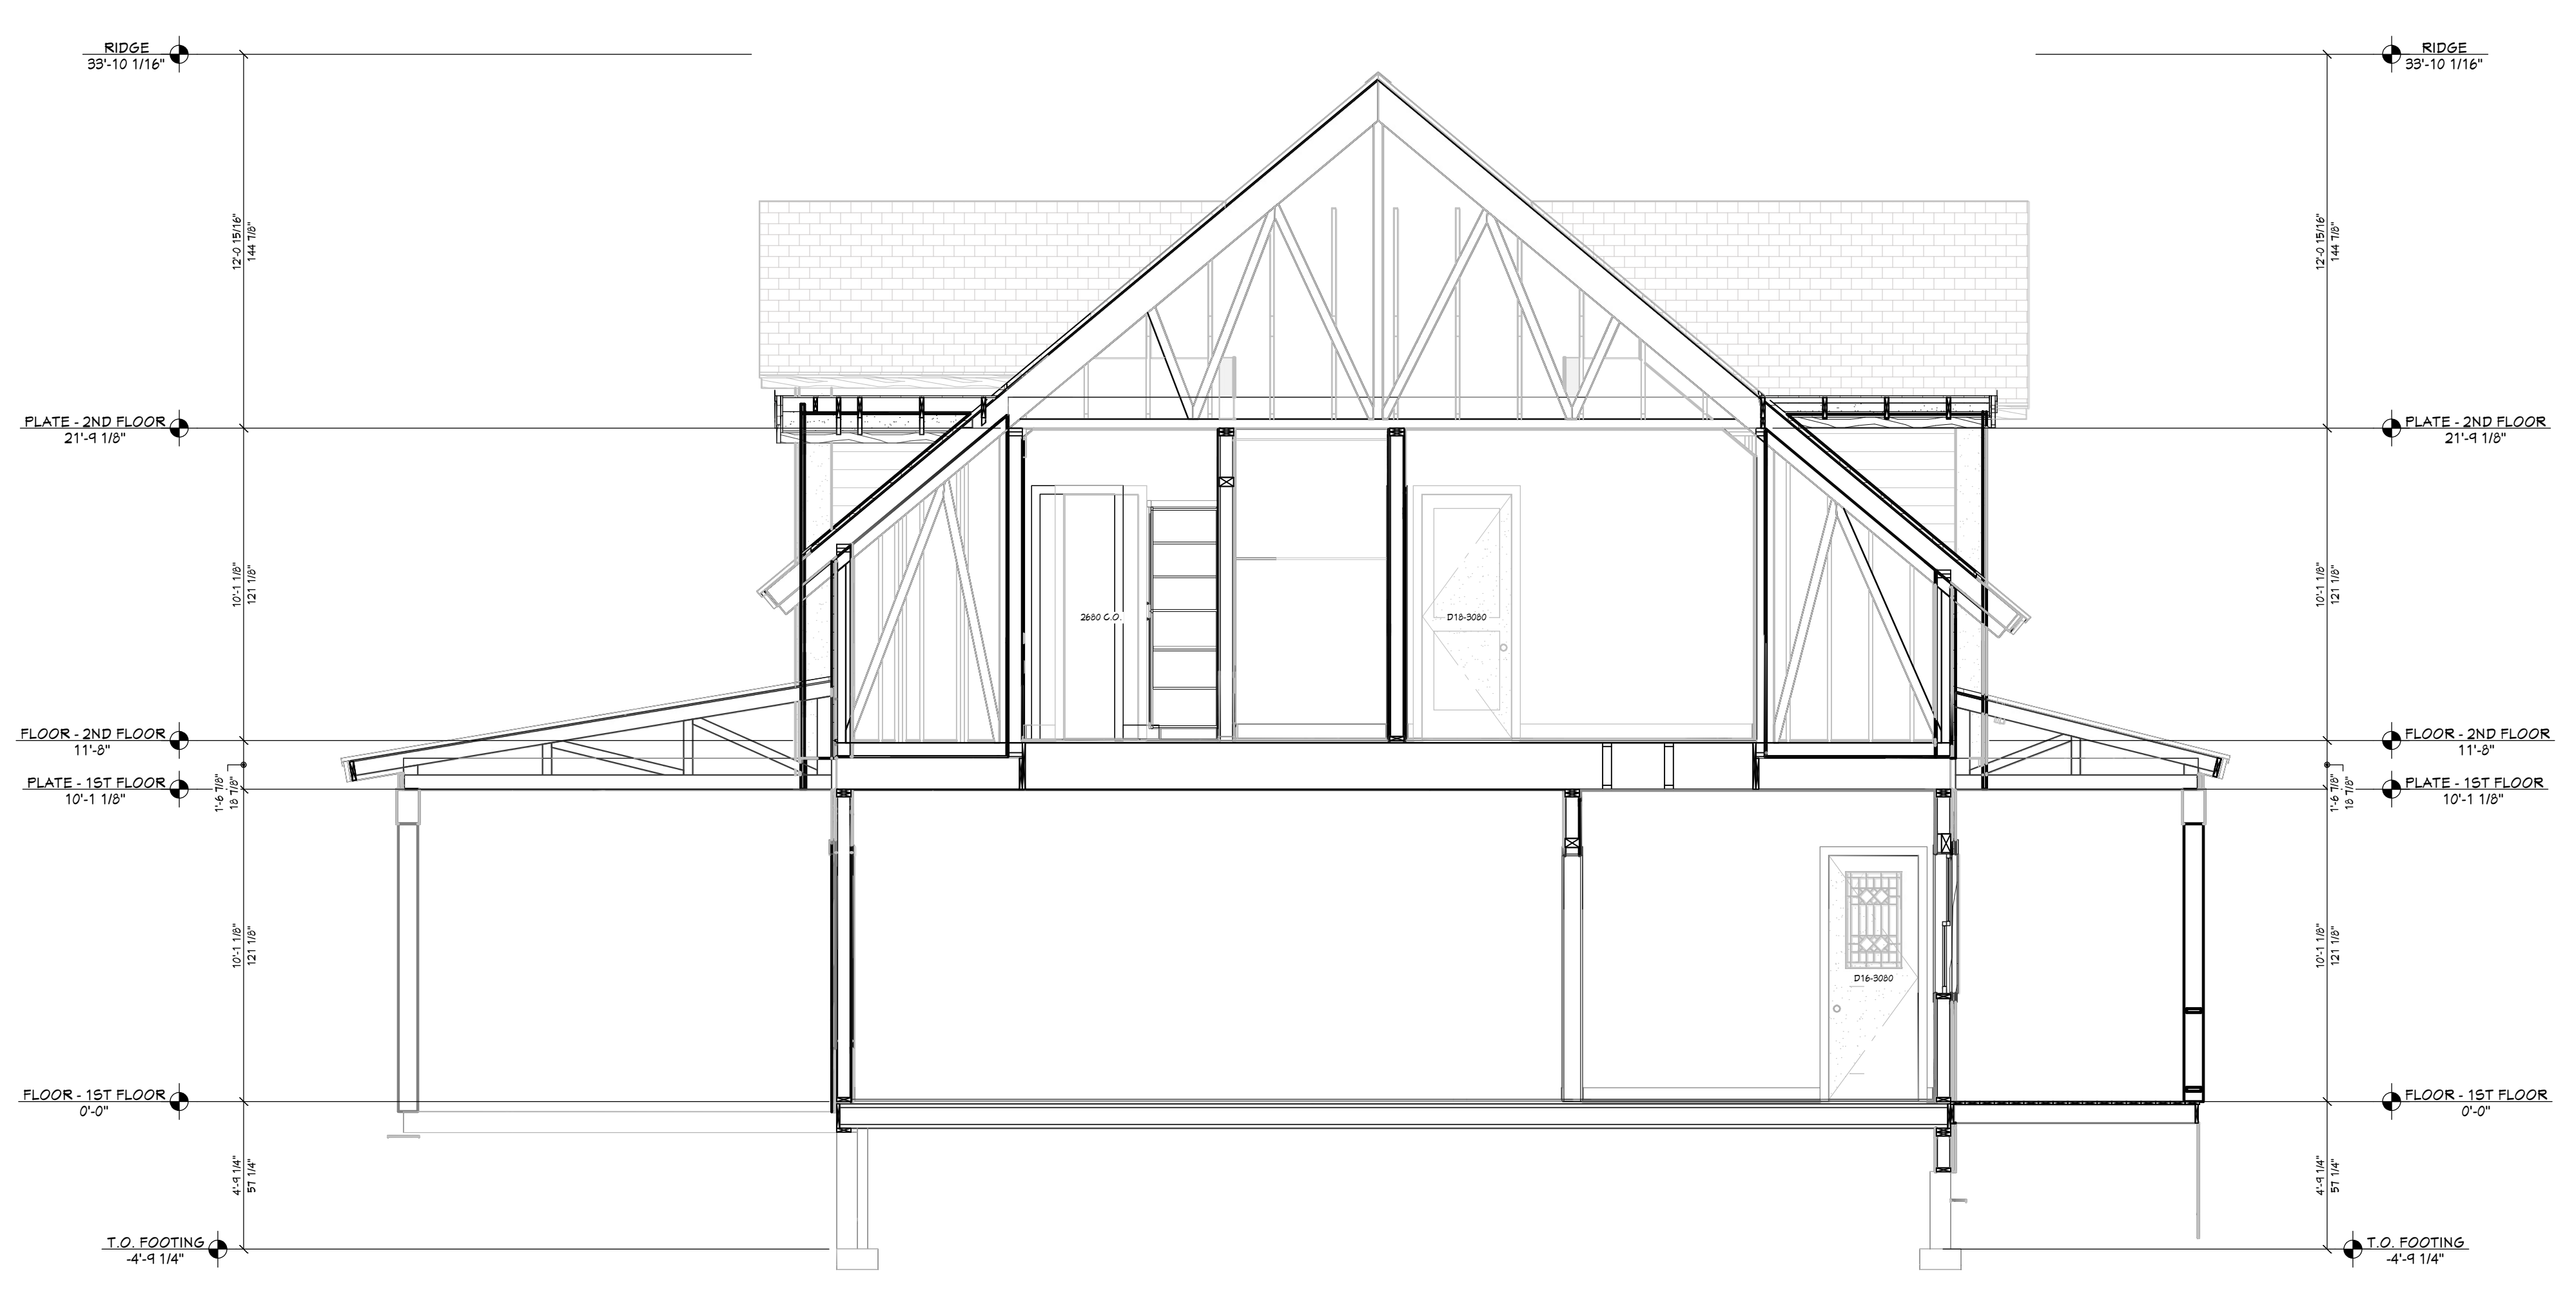 RIDGE
33'-10 1/16"
RIDGE
33'-10 1/16"
12'-0 15/16"
144 7/8"
12'-0 15/16"
144 7/8"
PLATE - 2ND FLOOR
21'-9 1/8"
PLATE - 2ND FLOOR
21'-9 1/8"
10'-1 1/8"
121 1/8"
2680 C.O.
D18-3080
10'-1 1/8"
121 1/8"
FLOOR - 2ND FLOOR
11'-8"
FLOOR - 2ND FLOOR
11'-8"
1'-6 7/8"
18 7/8"
1'-6 7/8"
18 7/8"
PLATE - 1ST FLOOR
10'-1 1/8"
PLATE - 1ST FLOOR
10'-1 1/8"
10'-1 1/8"
121 1/8"
D16-3080
10'-1 1/8"
121 1/8"
FLOOR - 1ST FLOOR
0'-0"
FLOOR - 1ST FLOOR
0'-0"
4'-9 1/4"
57 1/4"
4'-9 1/4"
57 1/4"
T.O. FOOTING
-4'-9 1/4"
T.O. FOOTING
-4'-9 1/4"